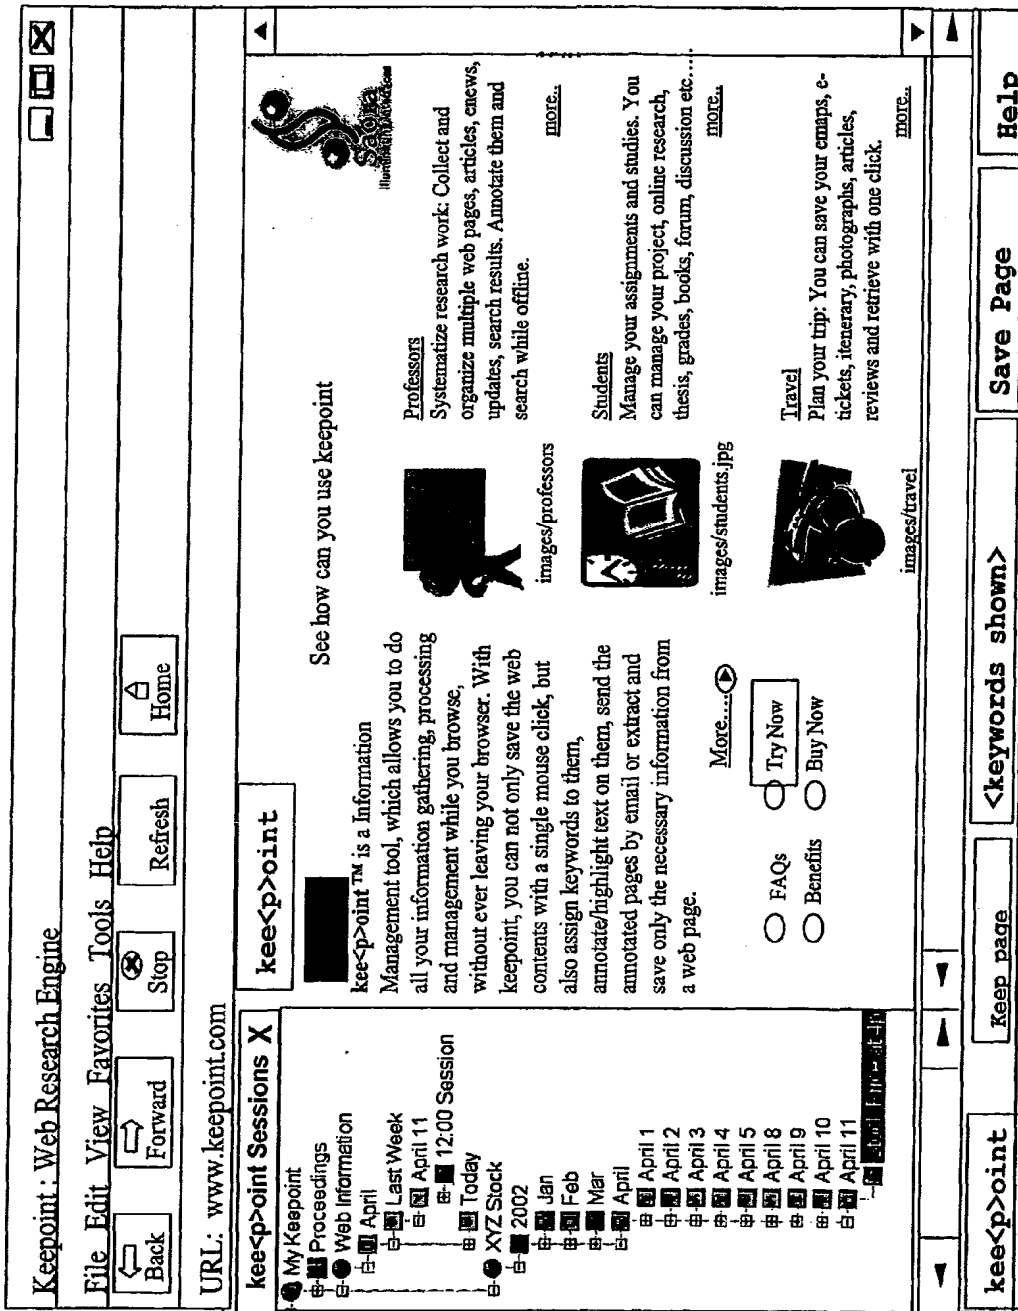 Keepoint : Web Research Engine
File Edit View Favorites Tools Help
Back Forward Stop Refresh Home
URL: www.keepoint.com
kee<p>oint Sessions X
My Keepoint
Proceedings
Web Information
April
Last Week
April 11
12:00 Session
Today
XYZ Stock
2002
Jan
Feb
Mar
April
April 1
April 2
April 3
April 4
April 5
April 8
April 9
April 10
April 11
kee<p>oint
kee<p>oint ™ is a Information
Management tool, which allows you to do
all your information gathering, processing
and management while you browse,
without ever leaving your browser. With
keepoint, you can not only save the web
contents with a single mouse click, but
also assign keywords to them,
annotate/highlight text on them, send the
annotated pages by email or extract and
save only the necessary information from
a web page.
More....
FAQs Try Now
Benefits Buy Now
See how can you use keepoint
Saora
images/professors
Professors
Systematize research work: Collect and
organize multiple web pages, articles, enews,
updates, search results. Annotate them and
search while offline.
more..
images/students.jpg
Students
Manage your assignments and studies. You
can manage your project, online research,
thesis, grades, books, forum, discussion etc....
more..
images/travel
Travel
Plan your trip: You can save your emaps, e-
tickets, itenerary, photographs, articles,
reviews and retrieve with one click.
more..
kee<p>oint Keep page <keywords shown> Save Page Help